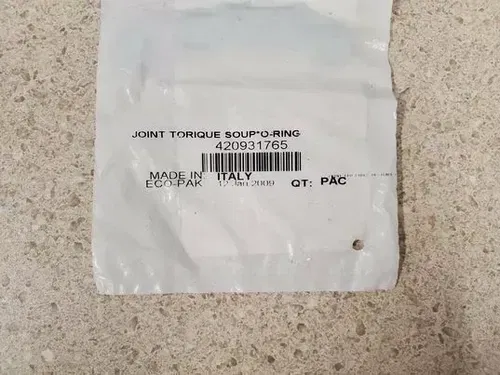 JOINT TORIQUE SOUP*O-RING
420931765
MADE IN: ITALY
ECO-PAK 12 Jan 2009 QT: PAC